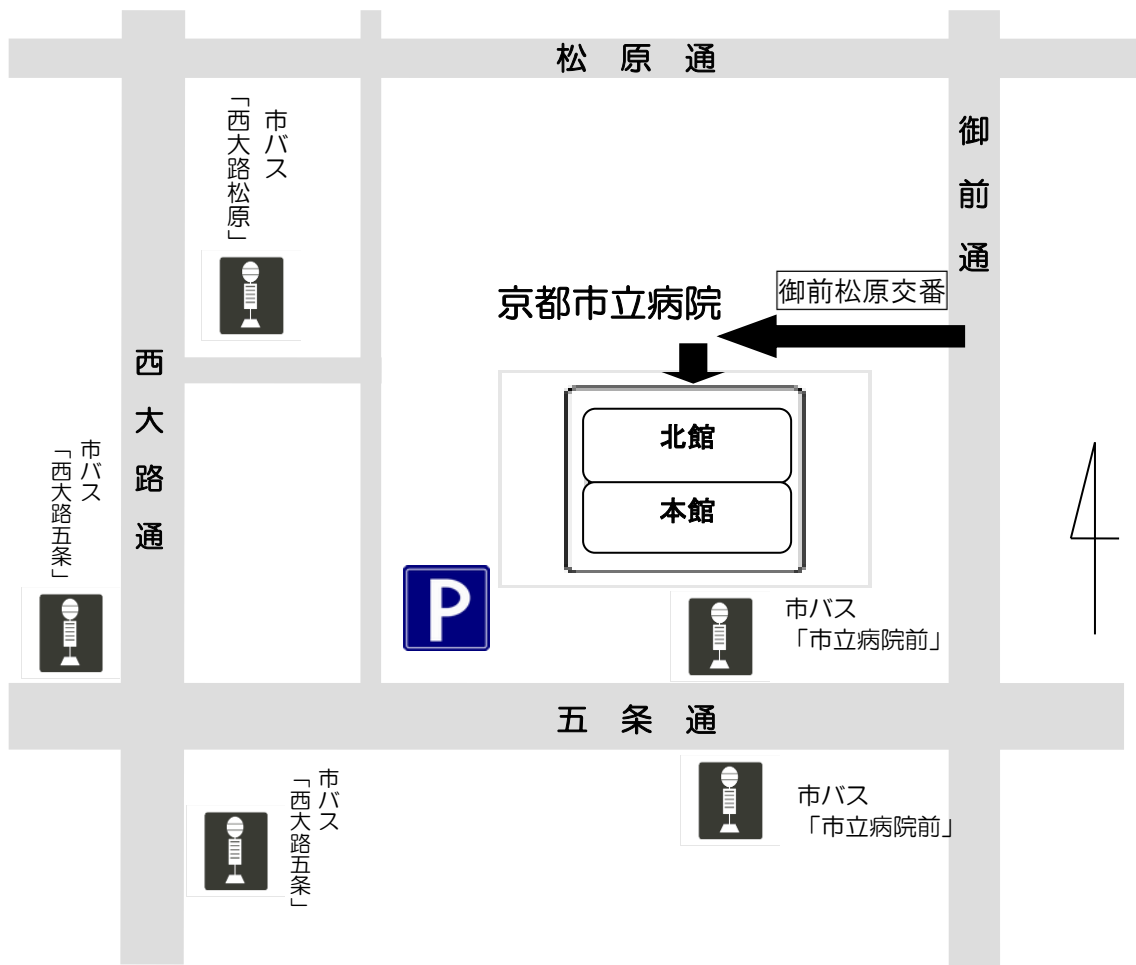 松原通
市バス
「西大路松原」
御前通
御前松原交番
京都市立病院
西大路通
北館
本館
市バス
「西大路五条」
P
市バス
「市立病院前」
五条通
市バス
「西大路五条」
市バス
「市立病院前」